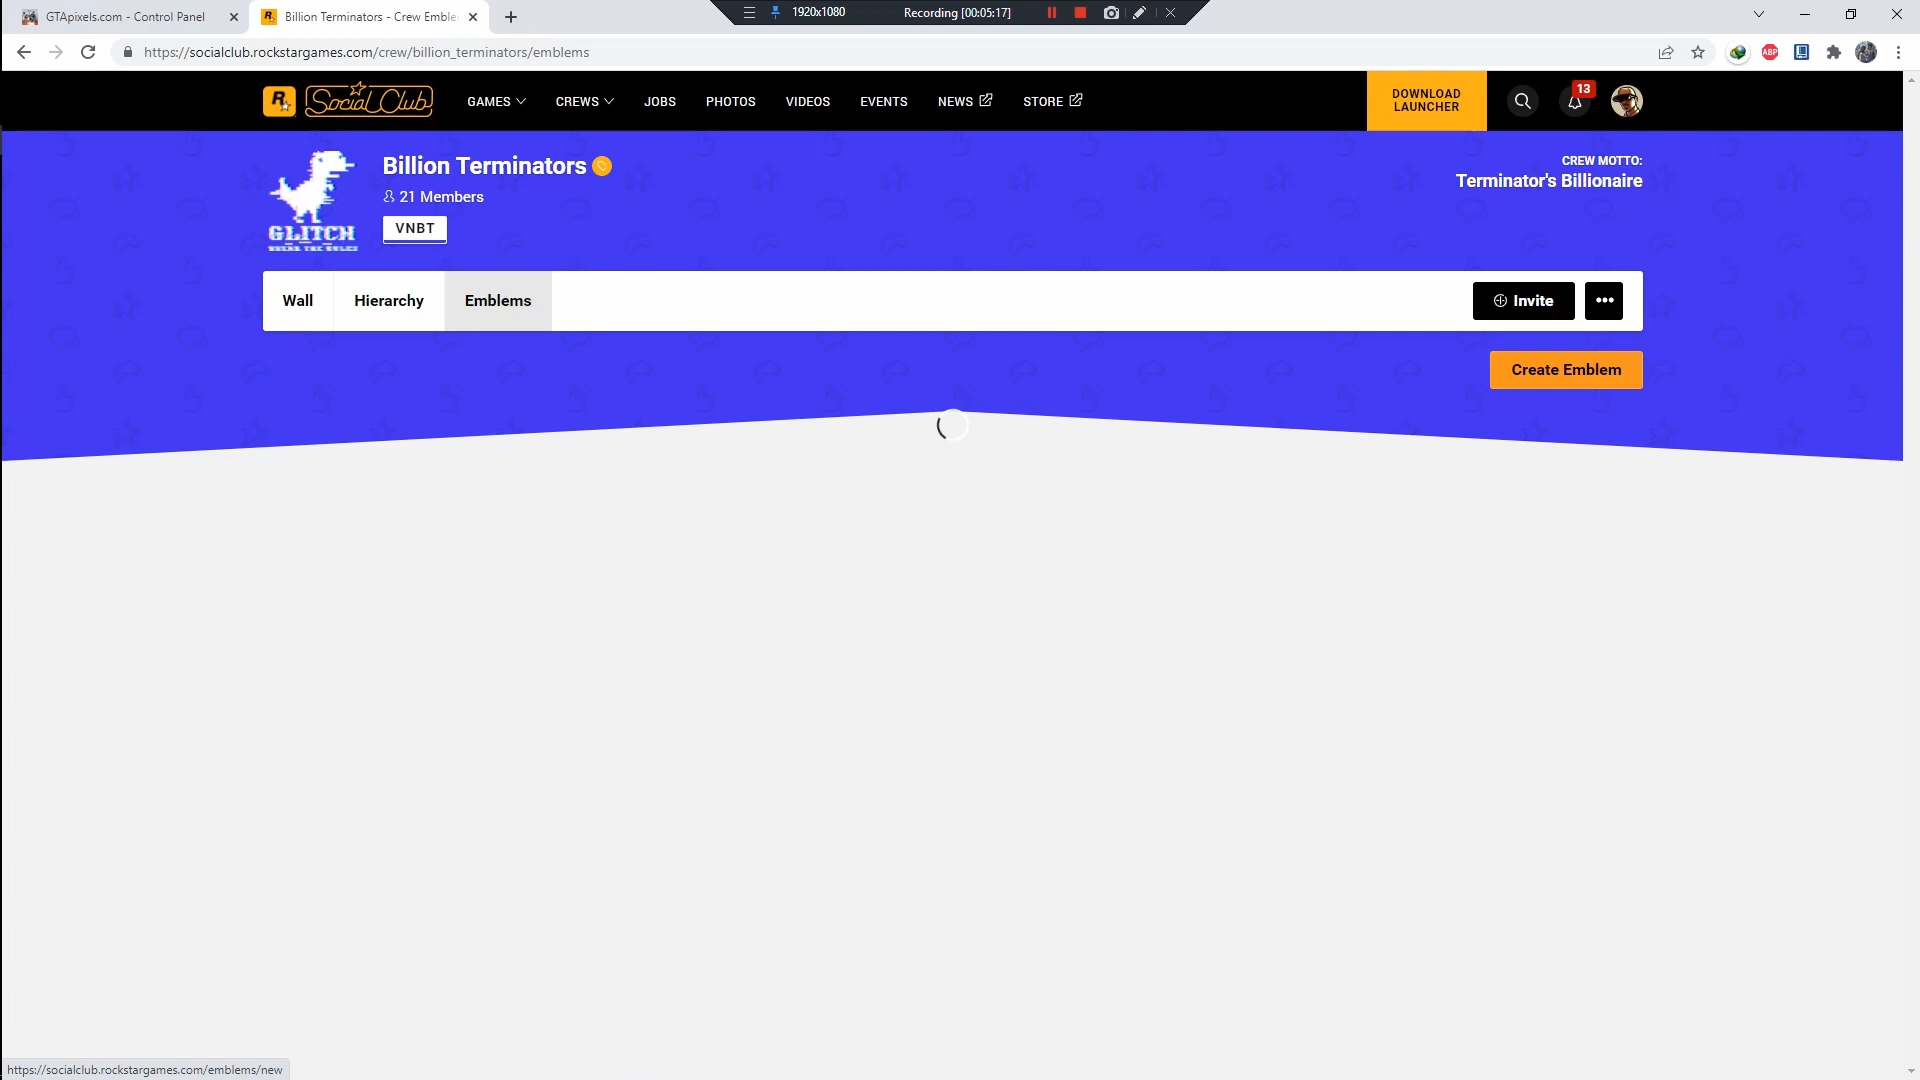 GTApixels.com - Control Panel
Billion Terminators - Crew Emble
1920x1080
Recording [00:05:17]
https://socialclub.rockstargames.com/crew/billion_terminators/emblems
ABP
R
Social Club
GAMES
CREWS
JOBS
PHOTOS
VIDEOS
EVENTS
NEWS
STORE
DOWNLOAD
LAUNCHER
13
GLITCH
Billion Terminators
21 Members
VNBT
CREW MOTTO:
Terminator's Billionaire
Wall
Hierarchy
Emblems
Invite
Create Emblem
https://socialclub.rockstargames.com/emblems/new